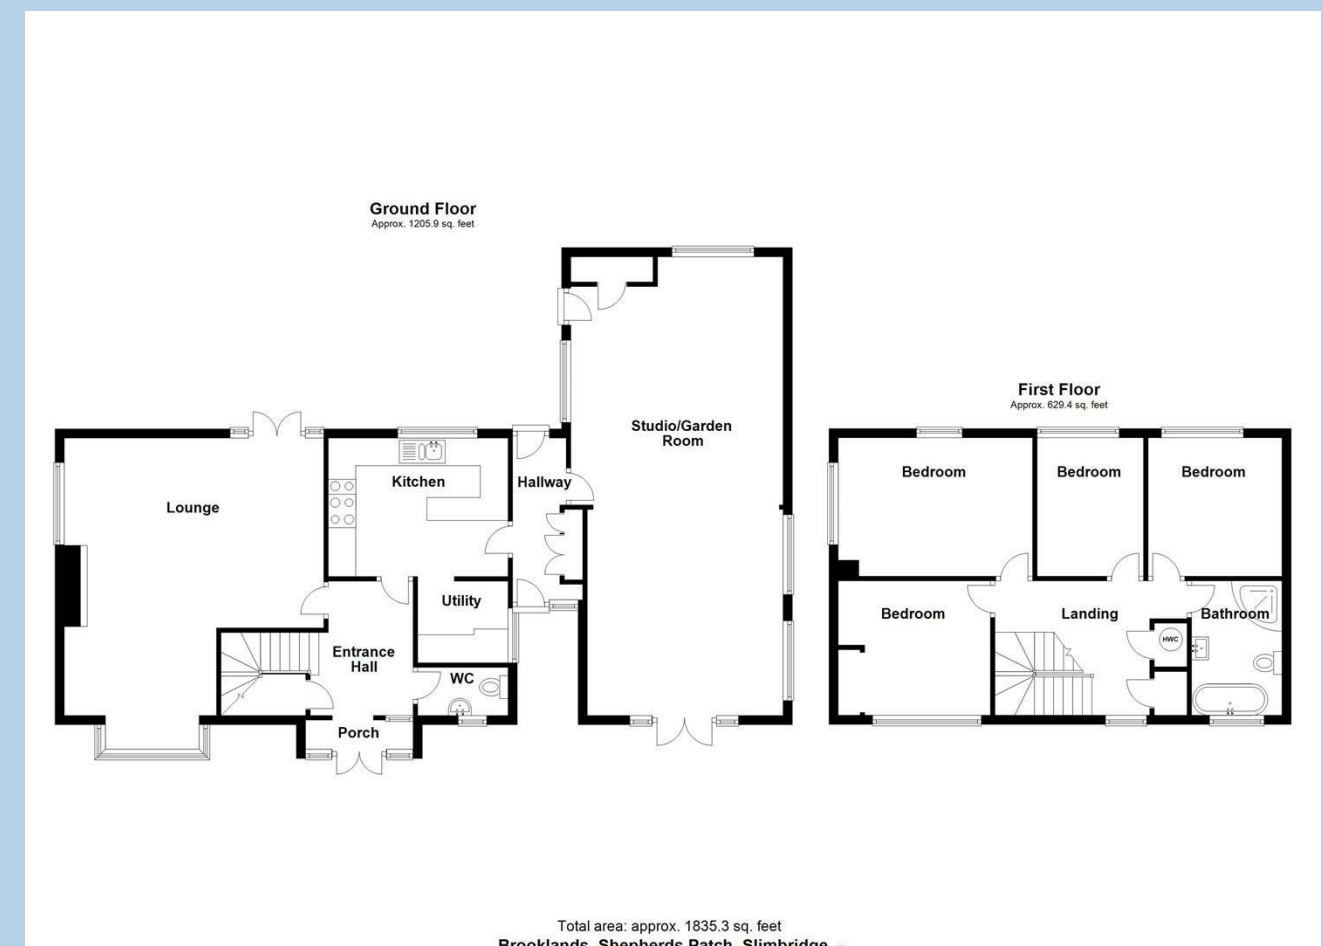 Ground Floor
Approx. 1205.9 sq. feet
Lounge
Kitchen
Hallway
Studio/Garden
Room
Utility
Entrance
Hall
WC
Porch
First Floor
Approx. 629.4 sq. feet
Bedroom
Bedroom
Bedroom
Bedroom
Landing
Bathroom
HWC
Total area: approx. 1835.3 sq. feet
Brooklands, Shepherds Patch, Slimbridge, -